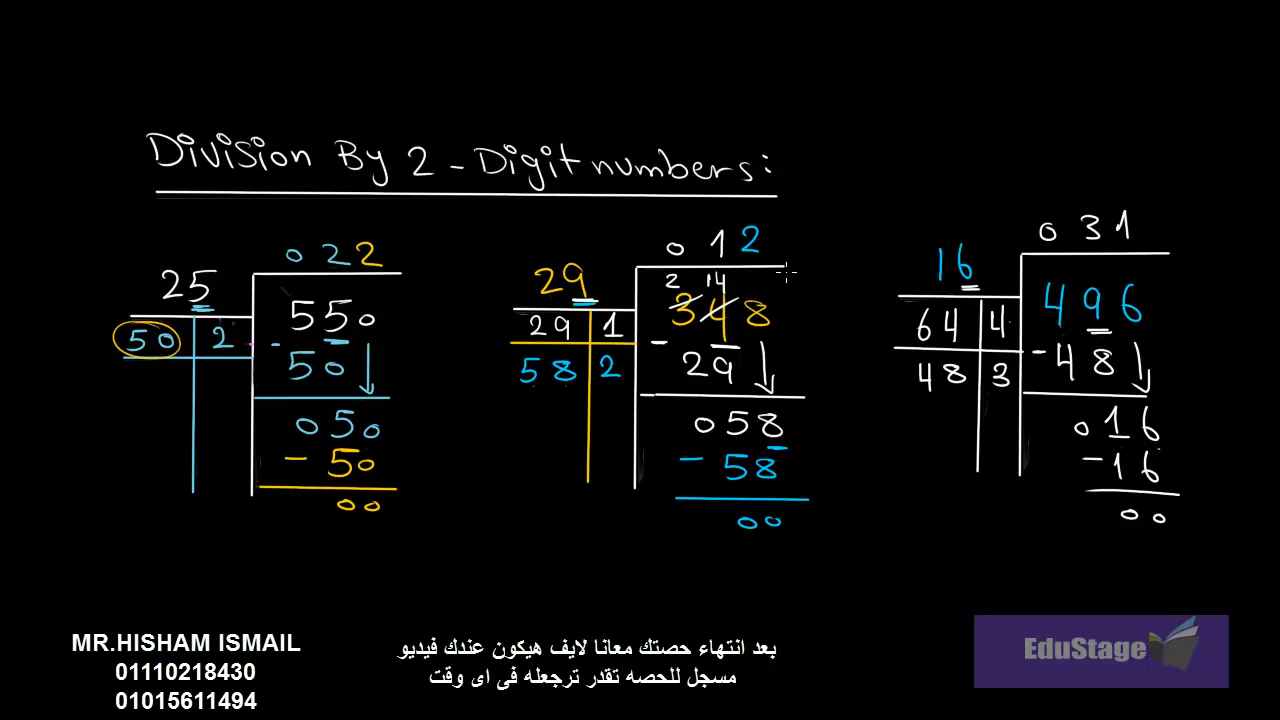 Division By 2 - Digit numbers:
0 2 2
25 550
50 2 - 50
0 5 0
- 50
00
0 1 2
29 2 14
348
29 1 - 29
58 2
058
- 58
00
0 3 1
16 496
64 4 - 48
48 3
016
- 16
00
MR.HISHAM ISMAIL
01110218430
01015611494
بعد انتهاء حصتك معانا لايف هيكون عندك فيديو
مسجل للحصه تقدر ترجعله فى اى وقت
EduStage